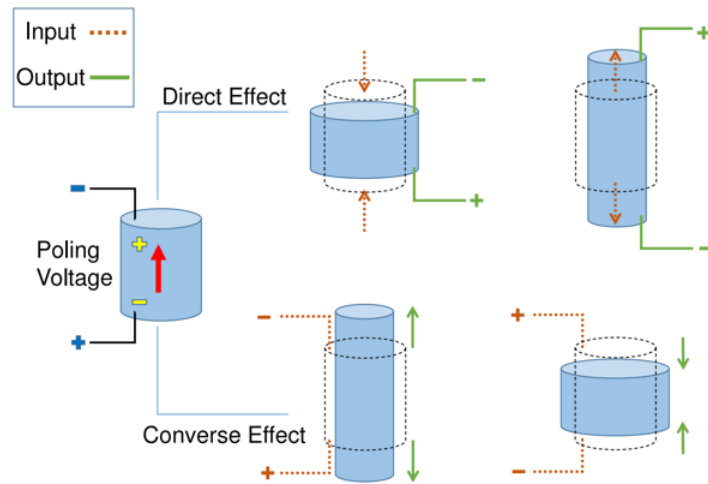 Input
Output
Direct Effect
−
+
+
−
−
+
−
+
Poling
Voltage
−
+
+
−
Converse Effect